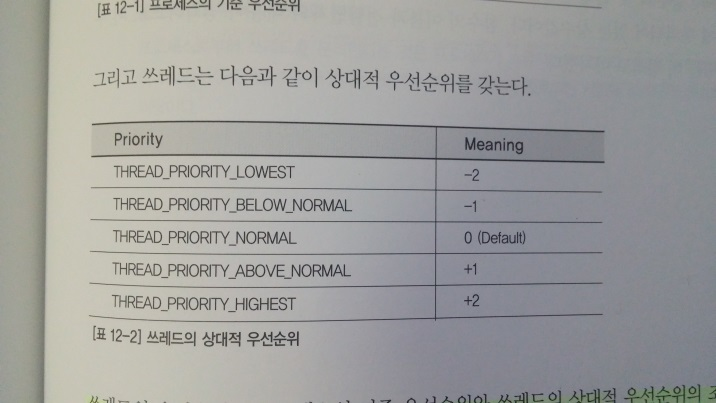 [표 12-1] 프로세스의 기준 우선순위
그리고 쓰레드는 다음과 같이 상대적 우선순위를 갖는다.
Priority Meaning
THREAD_PRIORITY_LOWEST -2
THREAD_PRIORITY_BELOW_NORMAL -1
THREAD_PRIORITY_NORMAL 0 (Default)
THREAD_PRIORITY_ABOVE_NORMAL +1
THREAD_PRIORITY_HIGHEST +2
[표 12-2] 쓰레드의 상대적 우선순위
우선순위와 쓰레드의 상대적 우선순위의